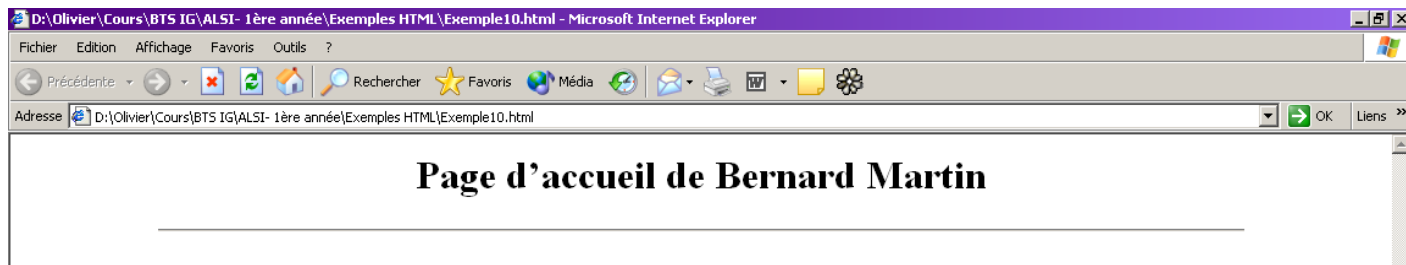 D:\Olivier\Cours\BTS IG\ALSI- 1ère année\Exemples HTML\Exemple10.html - Microsoft Internet Explorer
Fichier Edition Affichage Favoris Outils ?
Précédente Rechercher Favoris Média
Adresse D:\Olivier\Cours\BTS IG\ALSI- 1ère année\Exemples HTML\Exemple10.html OK Liens »
Page d’accueil de Bernard Martin